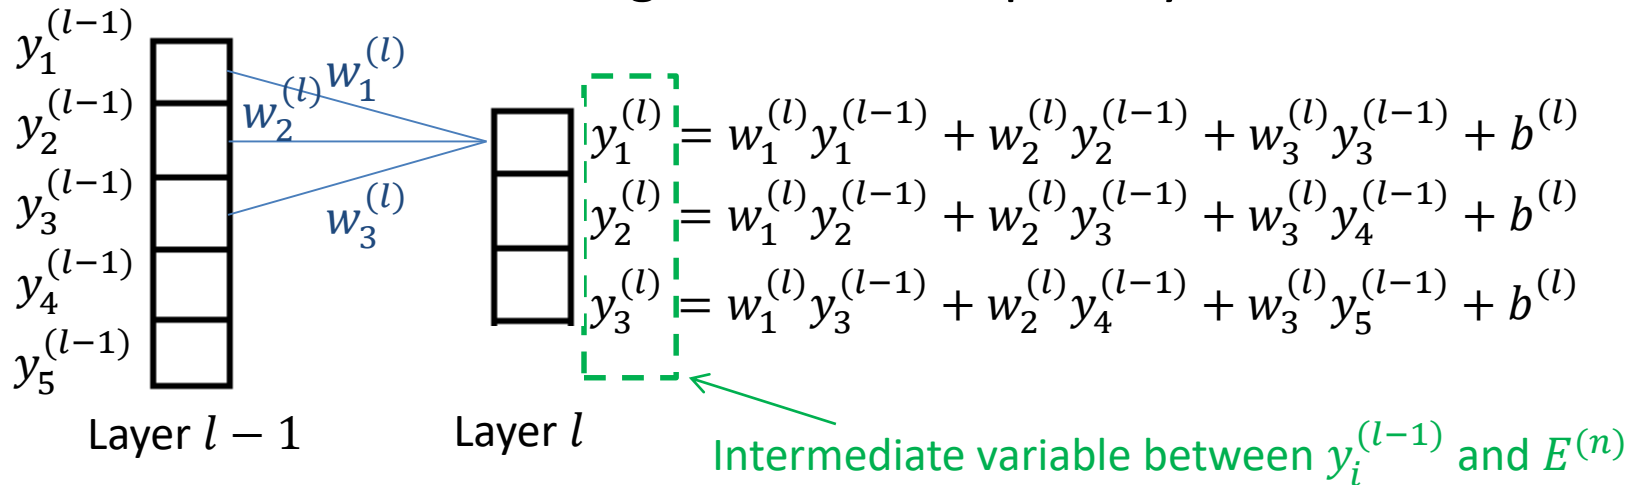 y_1^{(l-1)}
y_2^{(l-1)}
y_3^{(l-1)}
y_4^{(l-1)}
y_5^{(l-1)}
w_1^{(l)}
w_2^{(l)}
w_3^{(l)}
y_1^{(l)} = w_1^{(l)} y_1^{(l-1)} + w_2^{(l)} y_2^{(l-1)} + w_3^{(l)} y_3^{(l-1)} + b^{(l)}
y_2^{(l)} = w_1^{(l)} y_2^{(l-1)} + w_2^{(l)} y_3^{(l-1)} + w_3^{(l)} y_4^{(l-1)} + b^{(l)}
y_3^{(l)} = w_1^{(l)} y_3^{(l-1)} + w_2^{(l)} y_4^{(l-1)} + w_3^{(l)} y_5^{(l-1)} + b^{(l)}
Layer l − 1
Layer l
Intermediate variable between y_i^{(l-1)} and E^{(n)}